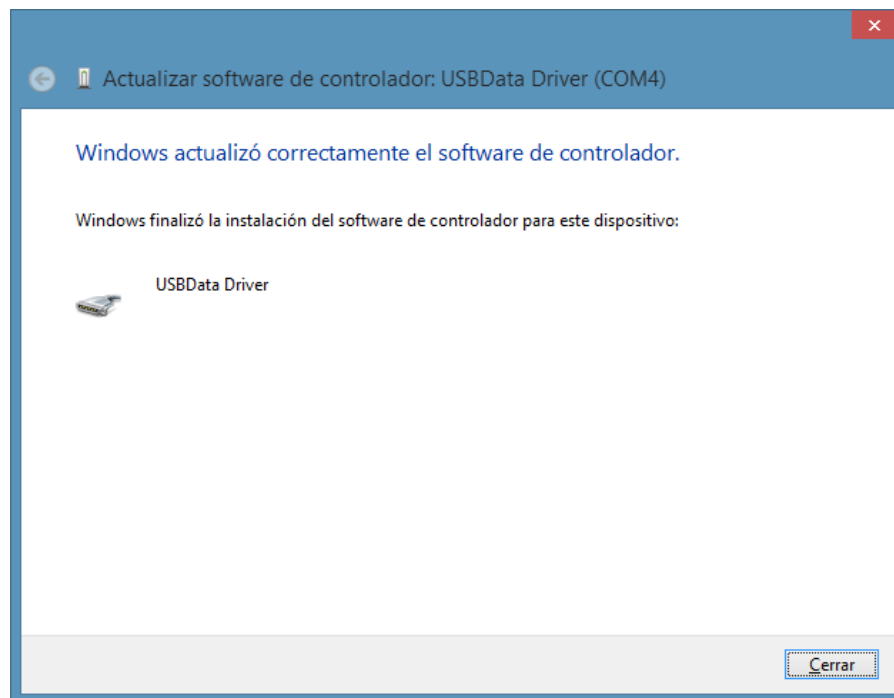 Actualizar software de controlador: USBData Driver (COM4)
Windows actualizó correctamente el software de controlador.
Windows finalizó la instalación del software de controlador para este dispositivo:
USBData Driver
Cerrar